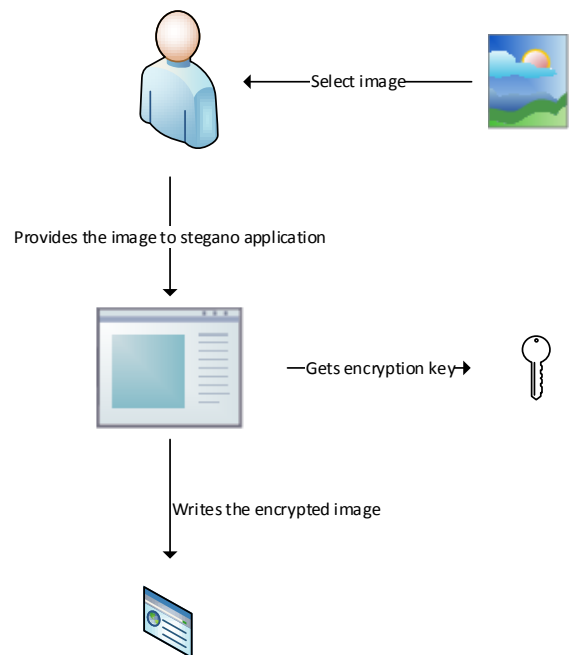 Select image
Provides the image to stegano application
Gets encryption key
Writes the encrypted image